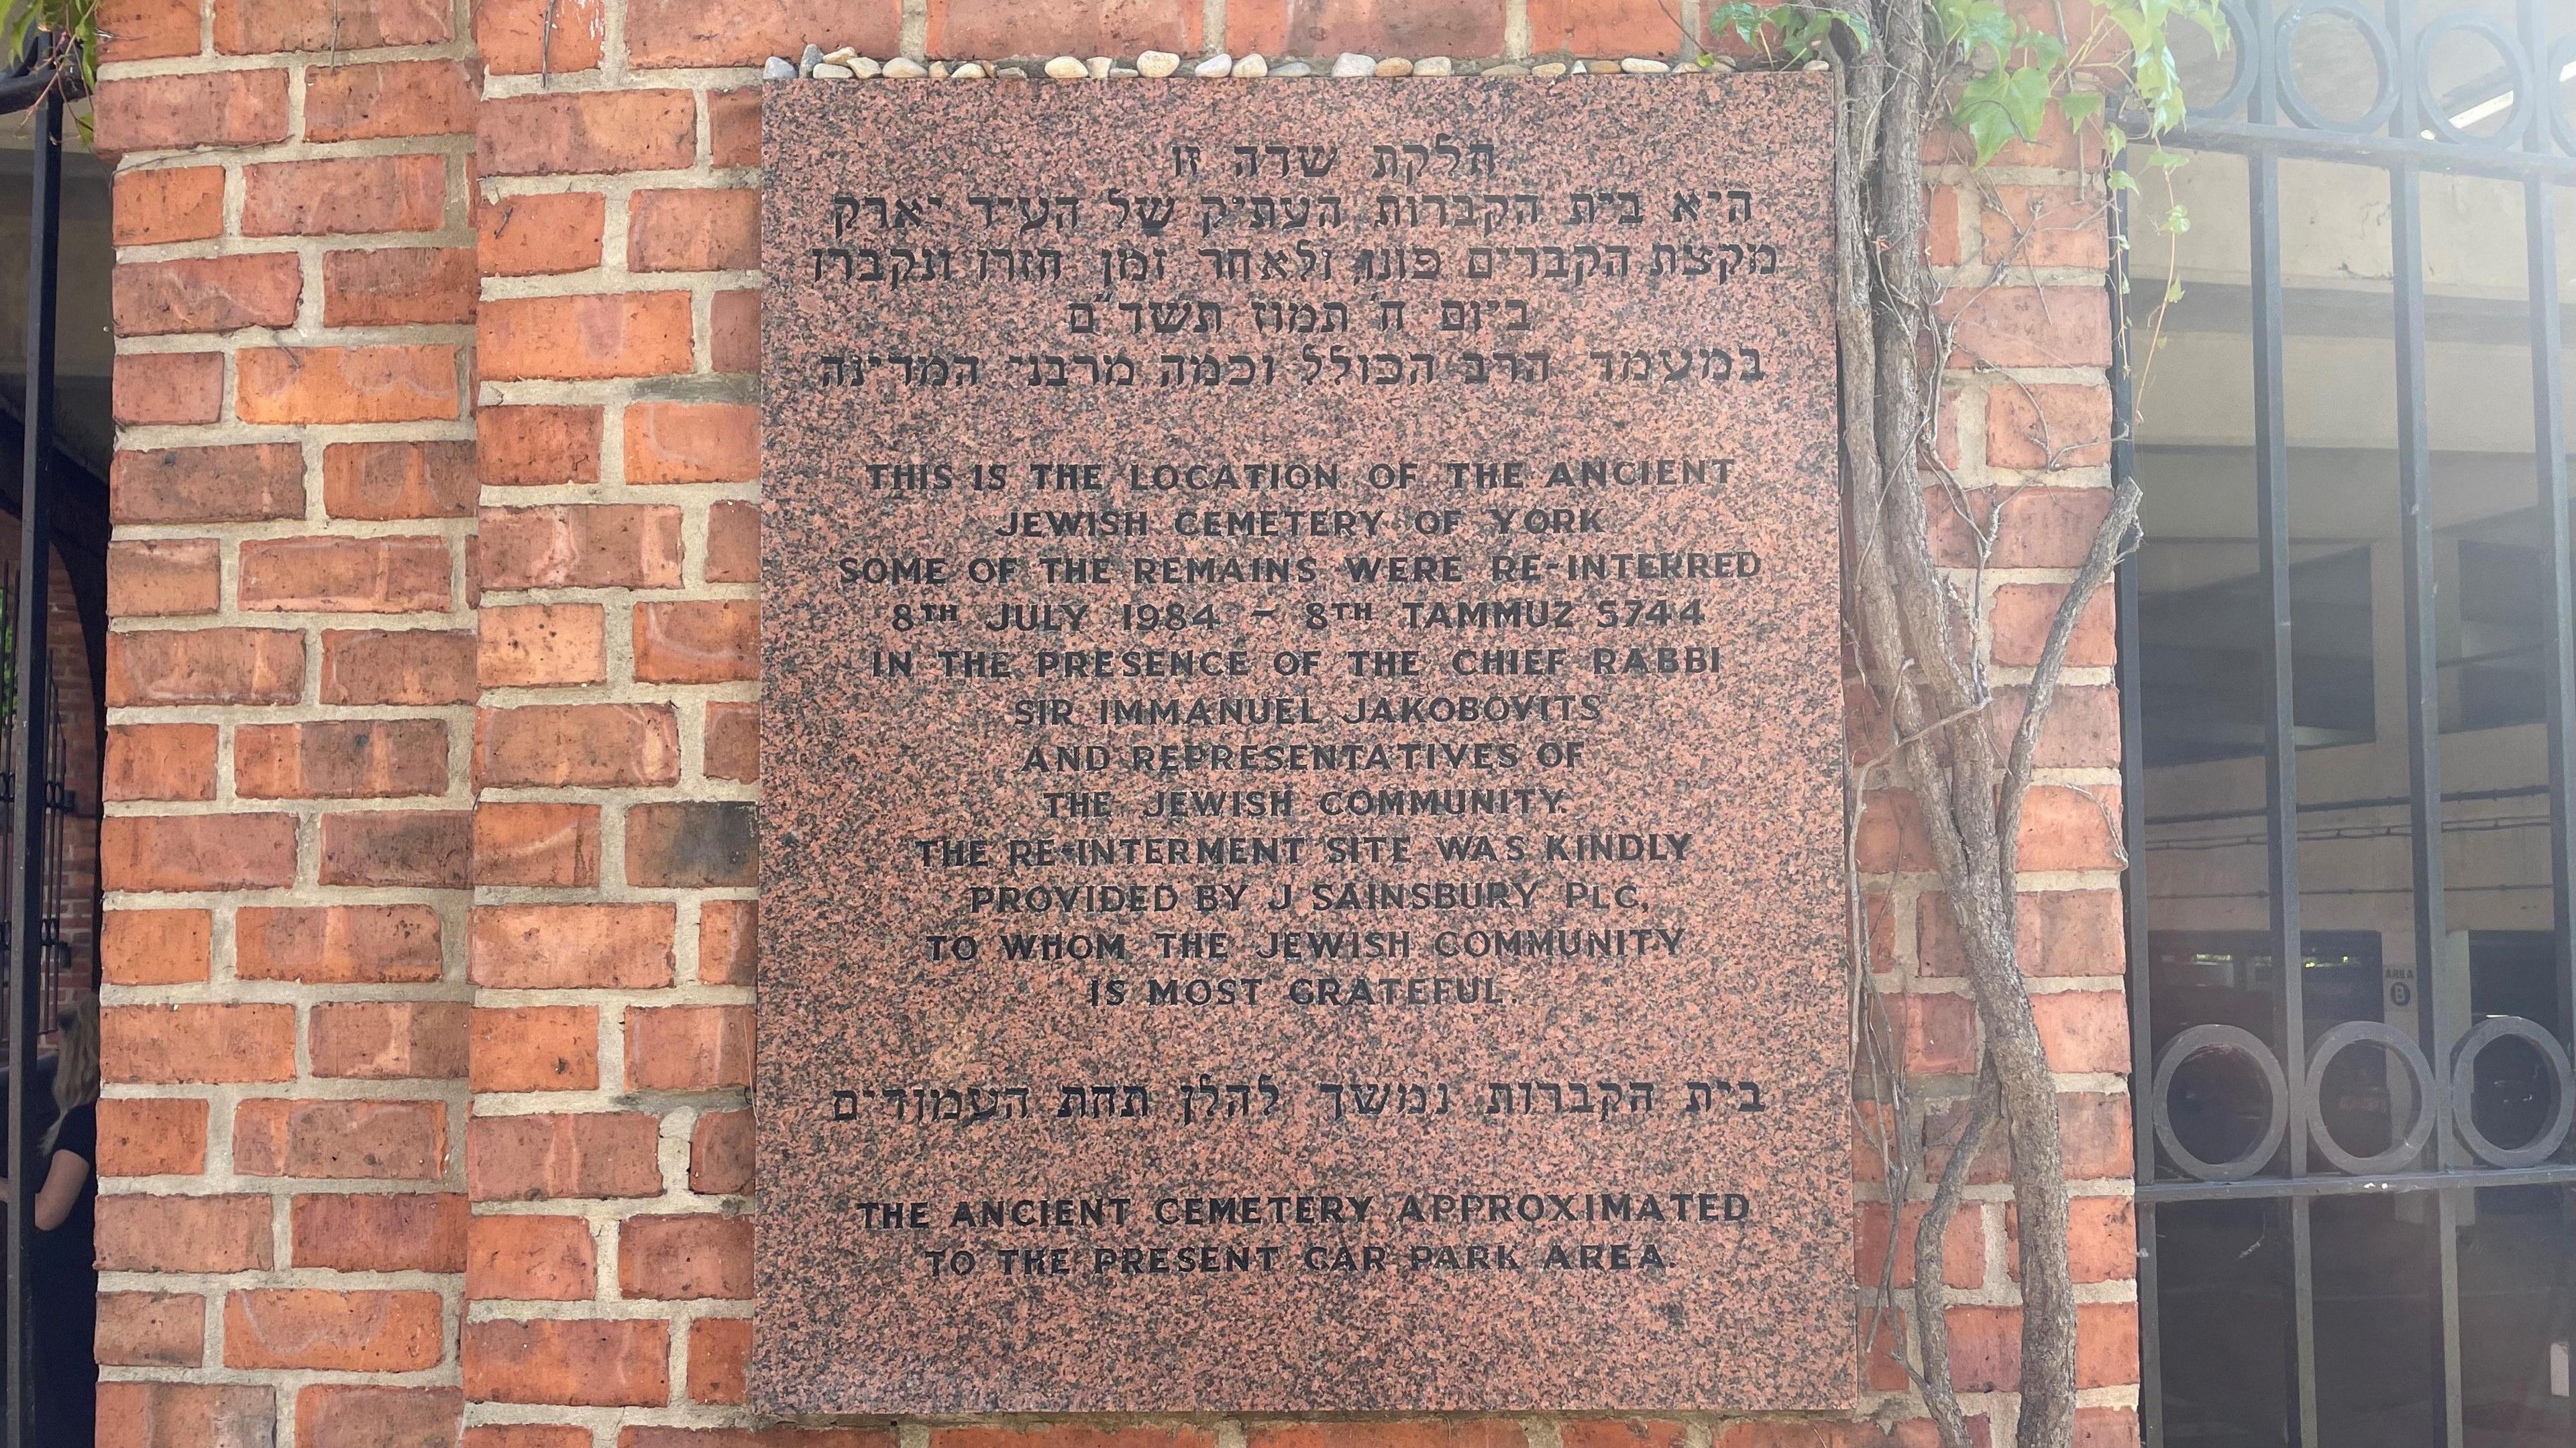 חלקת שדה זו
היא בית הקברות העתיק של העיר יארק
מקצת הקברים פונו, ולאחר זמן חזרו ונקברו
ביום ח' תמוז תשד"ם
במעמד הרב הכולל וכמה מרבני המדינה
THIS IS THE LOCATION OF THE ANCIENT
JEWISH CEMETERY OF YORK
SOME OF THE REMAINS WERE RE-INTERRED
8TH JULY 1984 – 8TH TAMMUZ 5744
IN THE PRESENCE OF THE CHIEF RABBI
SIR IMMANUEL JAKOBOVITS
AND REPRESENTATIVES OF
THE JEWISH COMMUNITY.
THE RE-INTERMENT SITE WAS KINDLY
PROVIDED BY J SAINSBURY PLC,
TO WHOM THE JEWISH COMMUNITY
IS MOST GRATEFUL.
בית הקברות נמשך להלן תחת העמודים
THE ANCIENT CEMETERY APPROXIMATED
TO THE PRESENT CAR PARK AREA.
AREA
B